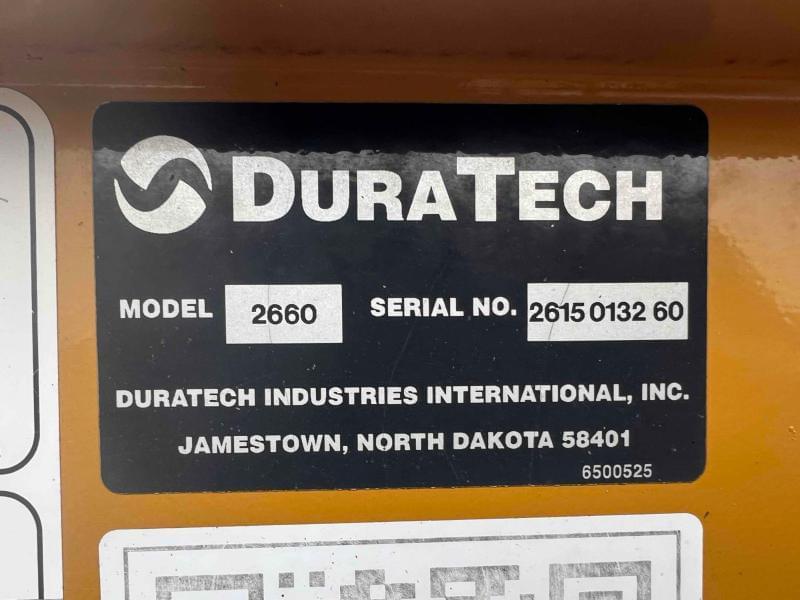 DURATECH
MODEL 2660 SERIAL NO. 2615 0132 60
DURATECH INDUSTRIES INTERNATIONAL, INC.
JAMESTOWN, NORTH DAKOTA 58401
6500525